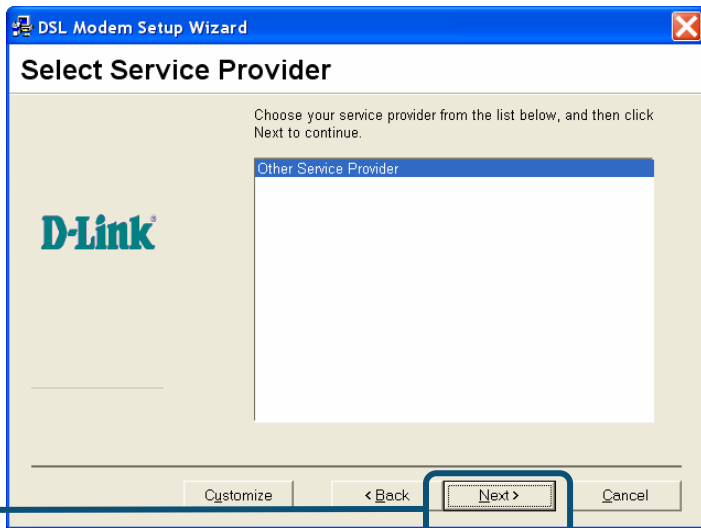 DSL Modem Setup Wizard
Select Service Provider
Choose your service provider from the list below, and then click
Next to continue.
Other Service Provider
D-Link®
Customize
< Back
Next >
Cancel